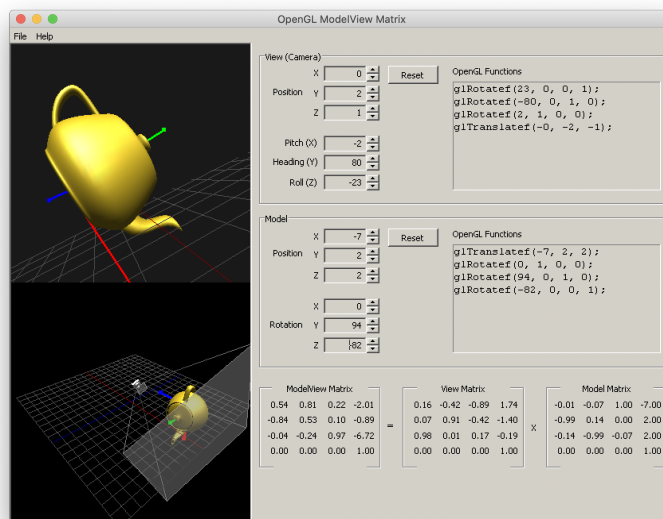 OpenGL ModelView Matrix
File Help
View (Camera)
X 0
Position Y 2
Z 1
Pitch (X) -2
Heading (Y) 80
Roll (Z) -23
Reset
OpenGL Functions
glRotatef(23, 0, 0, 1);
glRotatef(-80, 0, 1, 0);
glRotatef(2, 1, 0, 0);
glTranslatef(-0, -2, -1);
Model
X -7
Position Y 2
Z 2
X 0
Rotation Y 94
Z -82
Reset
OpenGL Functions
glTranslatef(-7, 2, 2);
glRotatef(0, 1, 0, 0);
glRotatef(94, 0, 1, 0);
glRotatef(-82, 0, 0, 1);
ModelView Matrix
0.54 0.81 0.22 -2.01
-0.84 0.53 0.10 -0.89
-0.04 -0.24 0.97 -6.72
0.00 0.00 0.00 1.00
=
View Matrix
0.16 -0.42 -0.89 1.74
0.07 0.91 -0.42 -1.40
0.98 0.01 0.17 -0.19
0.00 0.00 0.00 1.00
X
Model Matrix
-0.01 -0.07 1.00 -7.00
-0.99 0.14 0.00 2.00
-0.14 -0.99 -0.07 2.00
0.00 0.00 0.00 1.00